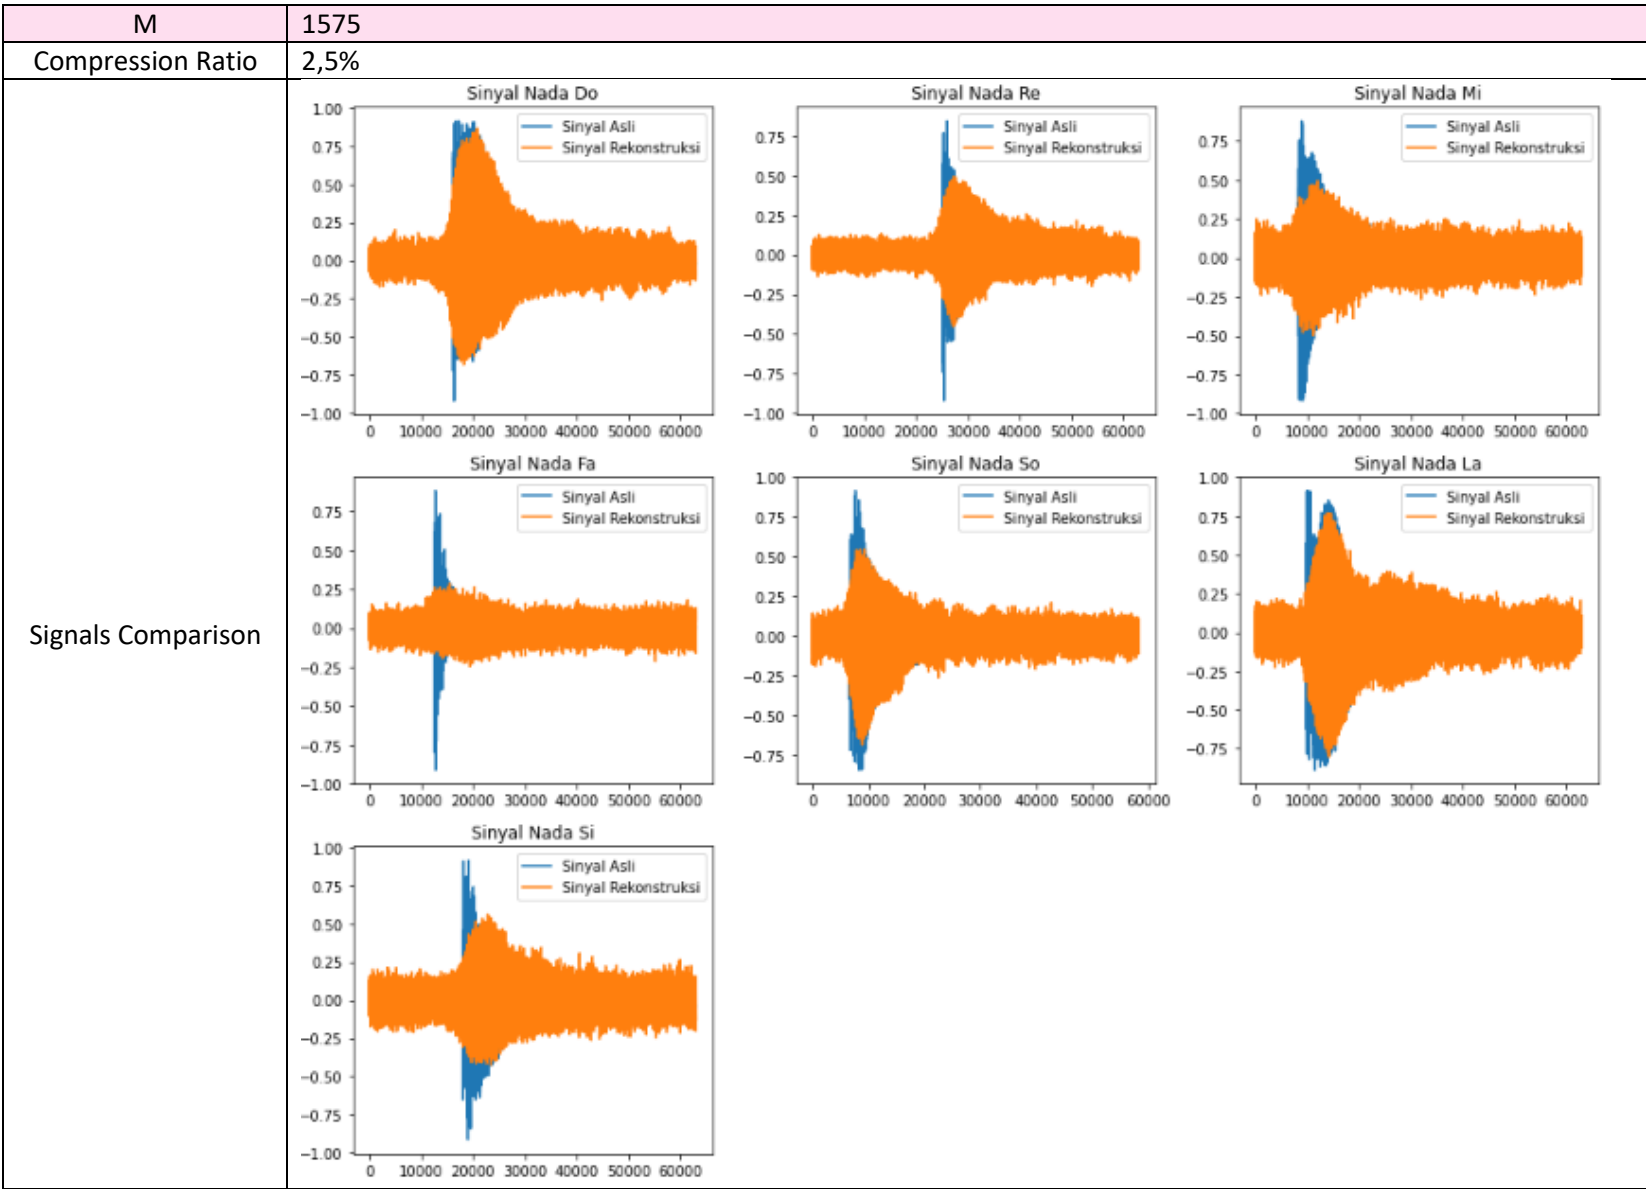 M 1575
Compression Ratio 2,5%
Signals Comparison
Sinyal Nada Do
Sinyal Asli
Sinyal Rekonstruksi
1.00
0.75
0.50
0.25
0.00
−0.25
−0.50
−0.75
−1.00
0 10000 20000 30000 40000 50000 60000
Sinyal Nada Re
Sinyal Asli
Sinyal Rekonstruksi
0.75
0.50
0.25
0.00
−0.25
−0.50
−0.75
−1.00
0 10000 20000 30000 40000 50000 60000
Sinyal Nada Mi
Sinyal Asli
Sinyal Rekonstruksi
0.75
0.50
0.25
0.00
−0.25
−0.50
−0.75
−1.00
0 10000 20000 30000 40000 50000 60000
Sinyal Nada Fa
Sinyal Asli
Sinyal Rekonstruksi
0.75
0.50
0.25
0.00
−0.25
−0.50
−0.75
−1.00
0 10000 20000 30000 40000 50000 60000
Sinyal Nada So
Sinyal Asli
Sinyal Rekonstruksi
1.00
0.75
0.50
0.25
0.00
−0.25
−0.50
−0.75
0 10000 20000 30000 40000 50000 60000
Sinyal Nada La
Sinyal Asli
Sinyal Rekonstruksi
1.00
0.75
0.50
0.25
0.00
−0.25
−0.50
−0.75
0 10000 20000 30000 40000 50000 60000
Sinyal Nada Si
Sinyal Asli
Sinyal Rekonstruksi
1.00
0.75
0.50
0.25
0.00
−0.25
−0.50
−0.75
−1.00
0 10000 20000 30000 40000 50000 60000